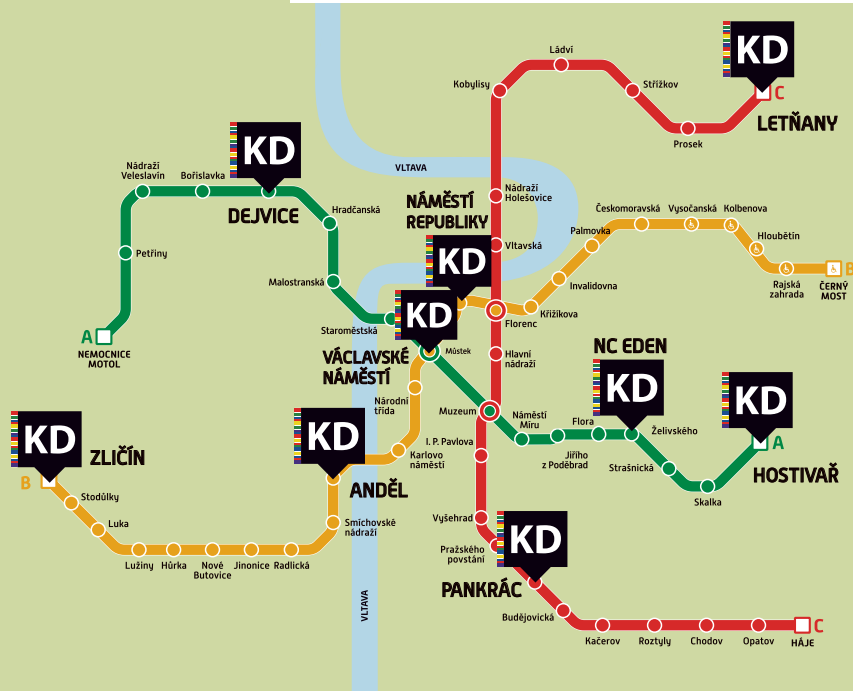 KD
C
LETŇANY
Ládví
Kobylisy
Střížkov
Prosek
VLTAVA
Nádraží
Veleslavín
Bořislavka
KD
DEJVICE
Hradčanská
Petřiny
Malostranská
A
NEMOCNICE
MOTOL
Staroměstská
NÁMĚSTÍ
REPUBLIKY
KD
Nádraží
Holešovice
Vltavská
Palmovka
Českomoravská
Vysočanská
Kolbenova
Hloubětín
Rajská
zahrada
B
ČERNÝ
MOST
Invalidovna
Křižíkova
Florenc
KD
VÁCLAVSKÉ
NÁMĚSTÍ
Můstek
Hlavní
nádraží
Národní
třída
Muzeum
Náměstí
Míru
Jiřího
z Poděbrad
Flora
NC EDEN
KD
Želivského
Strašnická
Skalka
KD
A
HOSTIVAŘ
KD
ZLIČÍN
B
Stodůlky
Luka
Lužiny
Hůrka
Nové
Butovice
Jinonice
Radlická
Smíchovské
nádraží
KD
ANDĚL
Karlovo
náměstí
I. P. Pavlova
Vyšehrad
Pražského
povstání
KD
PANKRÁC
Budějovická
Kačerov
Roztyly
Chodov
Opatov
C
HÁJE
VLTAVA